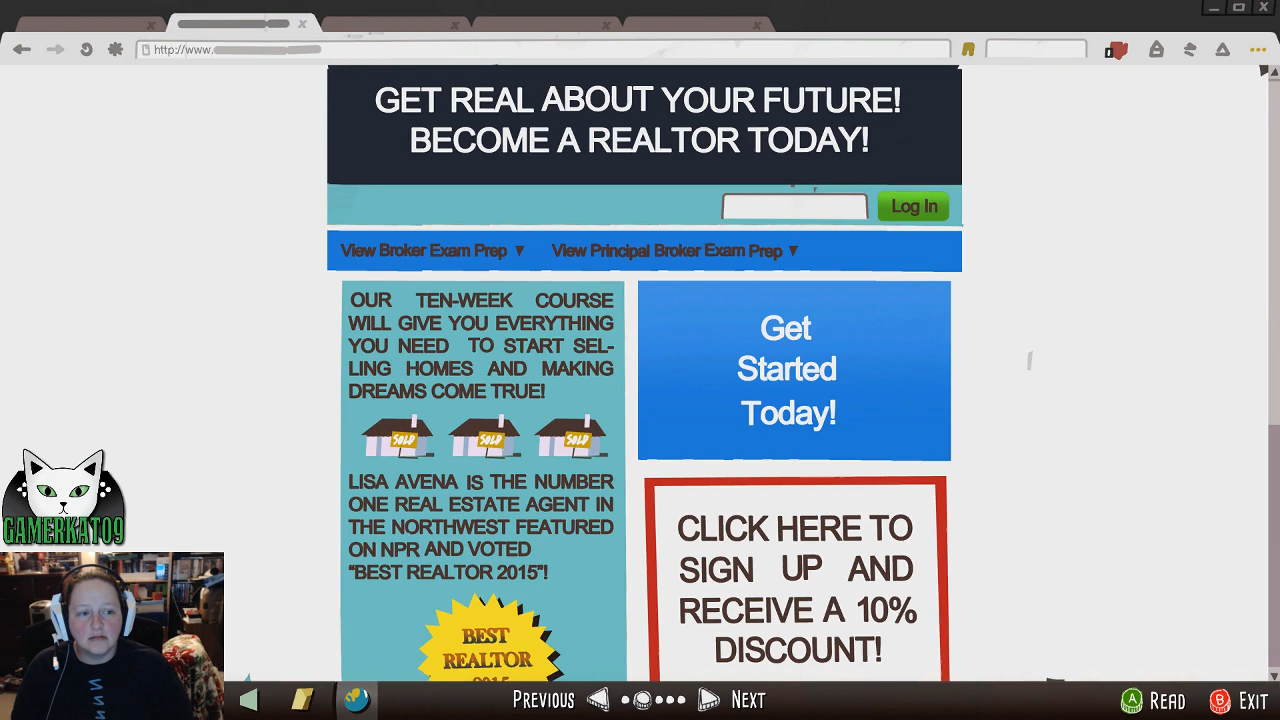 http://www.
GET REAL ABOUT YOUR FUTURE!
BECOME A REALTOR TODAY!
Log In
View Broker Exam Prep ▼ View Principal Broker Exam Prep ▼
OUR TEN-WEEK COURSE
WILL GIVE YOU EVERYTHING
YOU NEED TO START SEL-
LING HOMES AND MAKING
DREAMS COME TRUE!
SOLD SOLD SOLD
LISA AVENA IS THE NUMBER
ONE REAL ESTATE AGENT IN
THE NORTHWEST FEATURED
ON NPR AND VOTED
"BEST REALTOR 2015"!
BEST
REALTOR
2015
Get
Started
Today!
CLICK HERE TO
SIGN UP AND
RECEIVE A 10%
DISCOUNT!
GAMERKAT09
PREVIOUS NEXT
A READ B EXIT